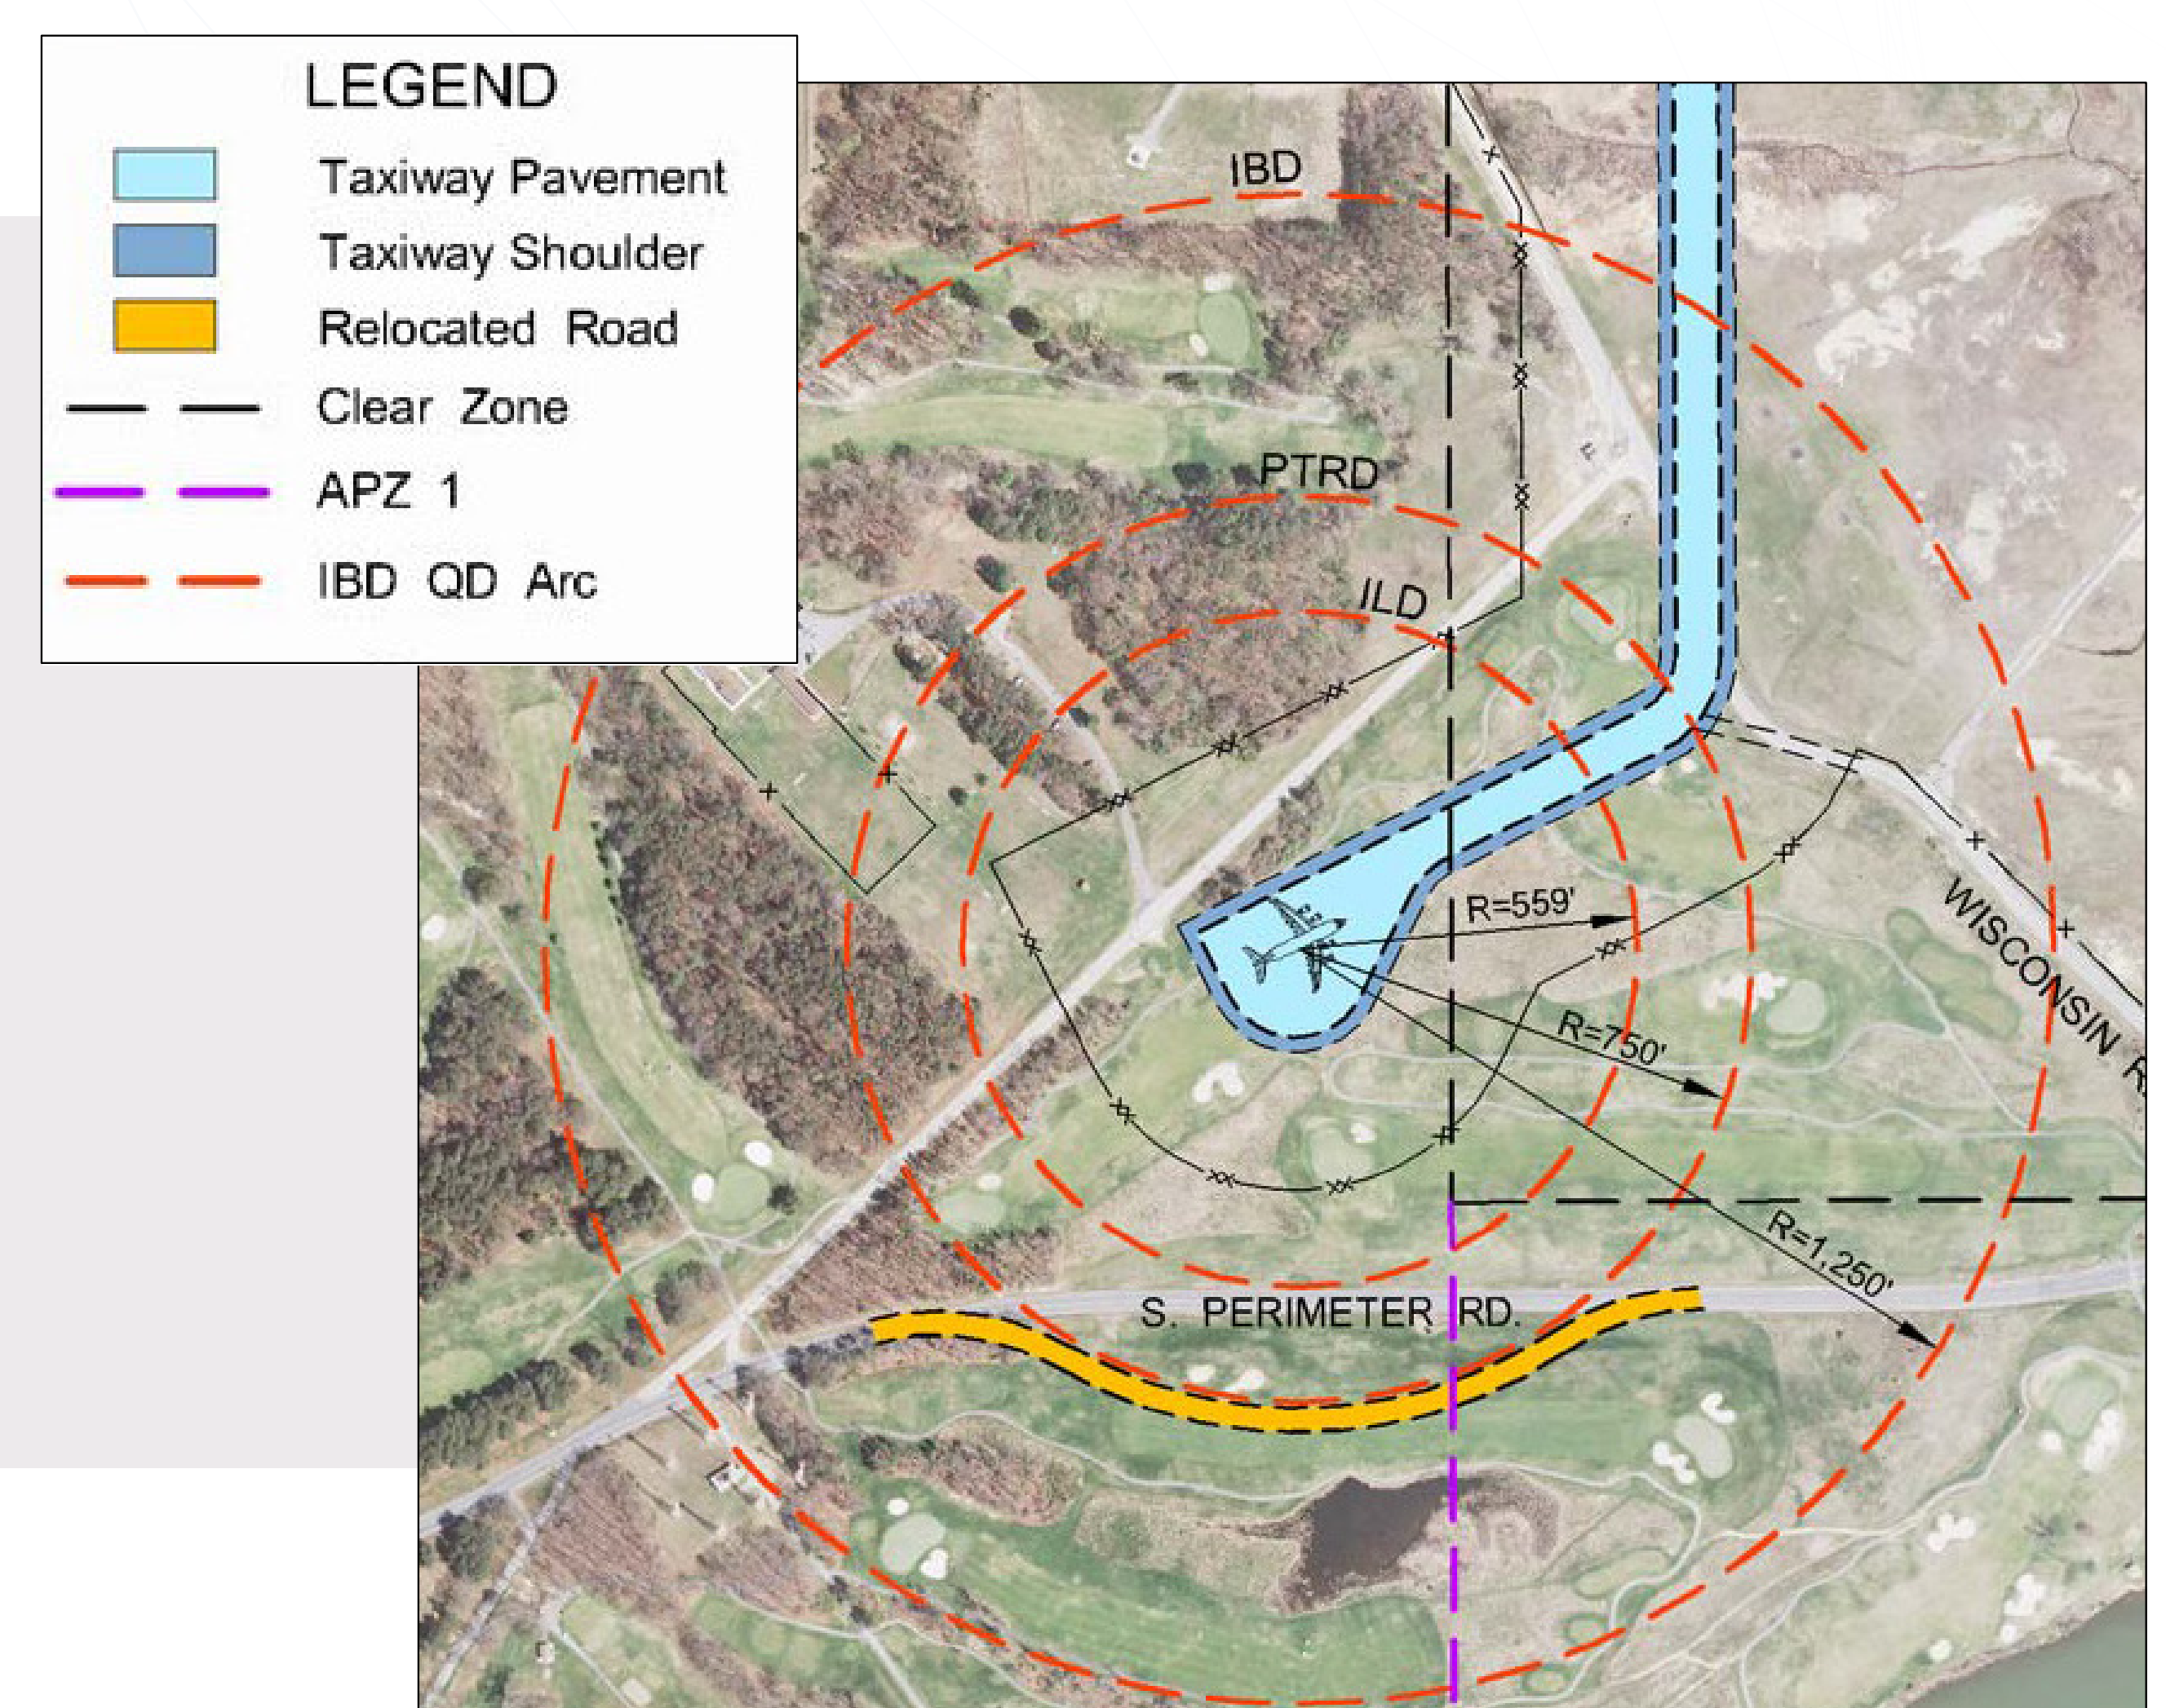 LEGEND
Taxiway Pavement
Taxiway Shoulder
Relocated Road
Clear Zone
APZ 1
IBD QD Arc
IBD
PTRD
ILD
R=559'
R=750'
R=1,250'
WISCONSIN R
S. PERIMETER RD.